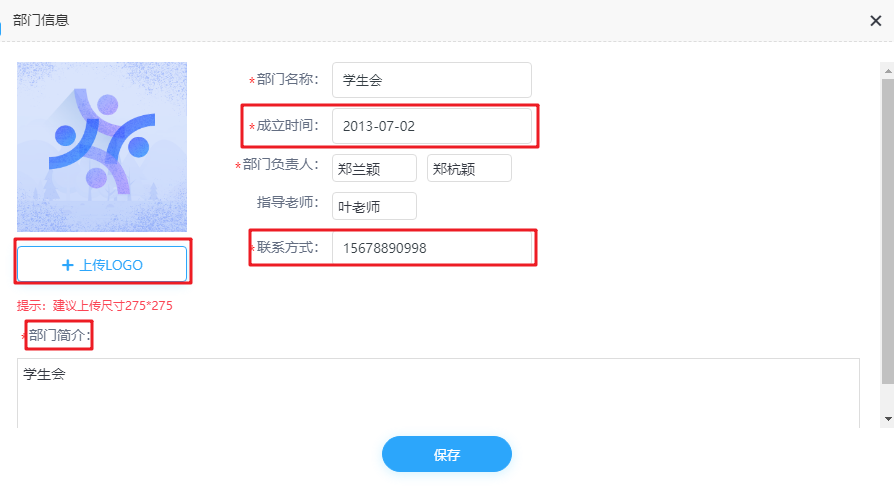 部门信息
*部门名称： 学生会
*成立时间： 2013-07-02
*部门负责人： 郑兰颖 郑杭颖
指导老师： 叶老师
*联系方式： 15678890998
+ 上传LOGO
提示：建议上传尺寸275*275
*部门简介：
学生会
保存